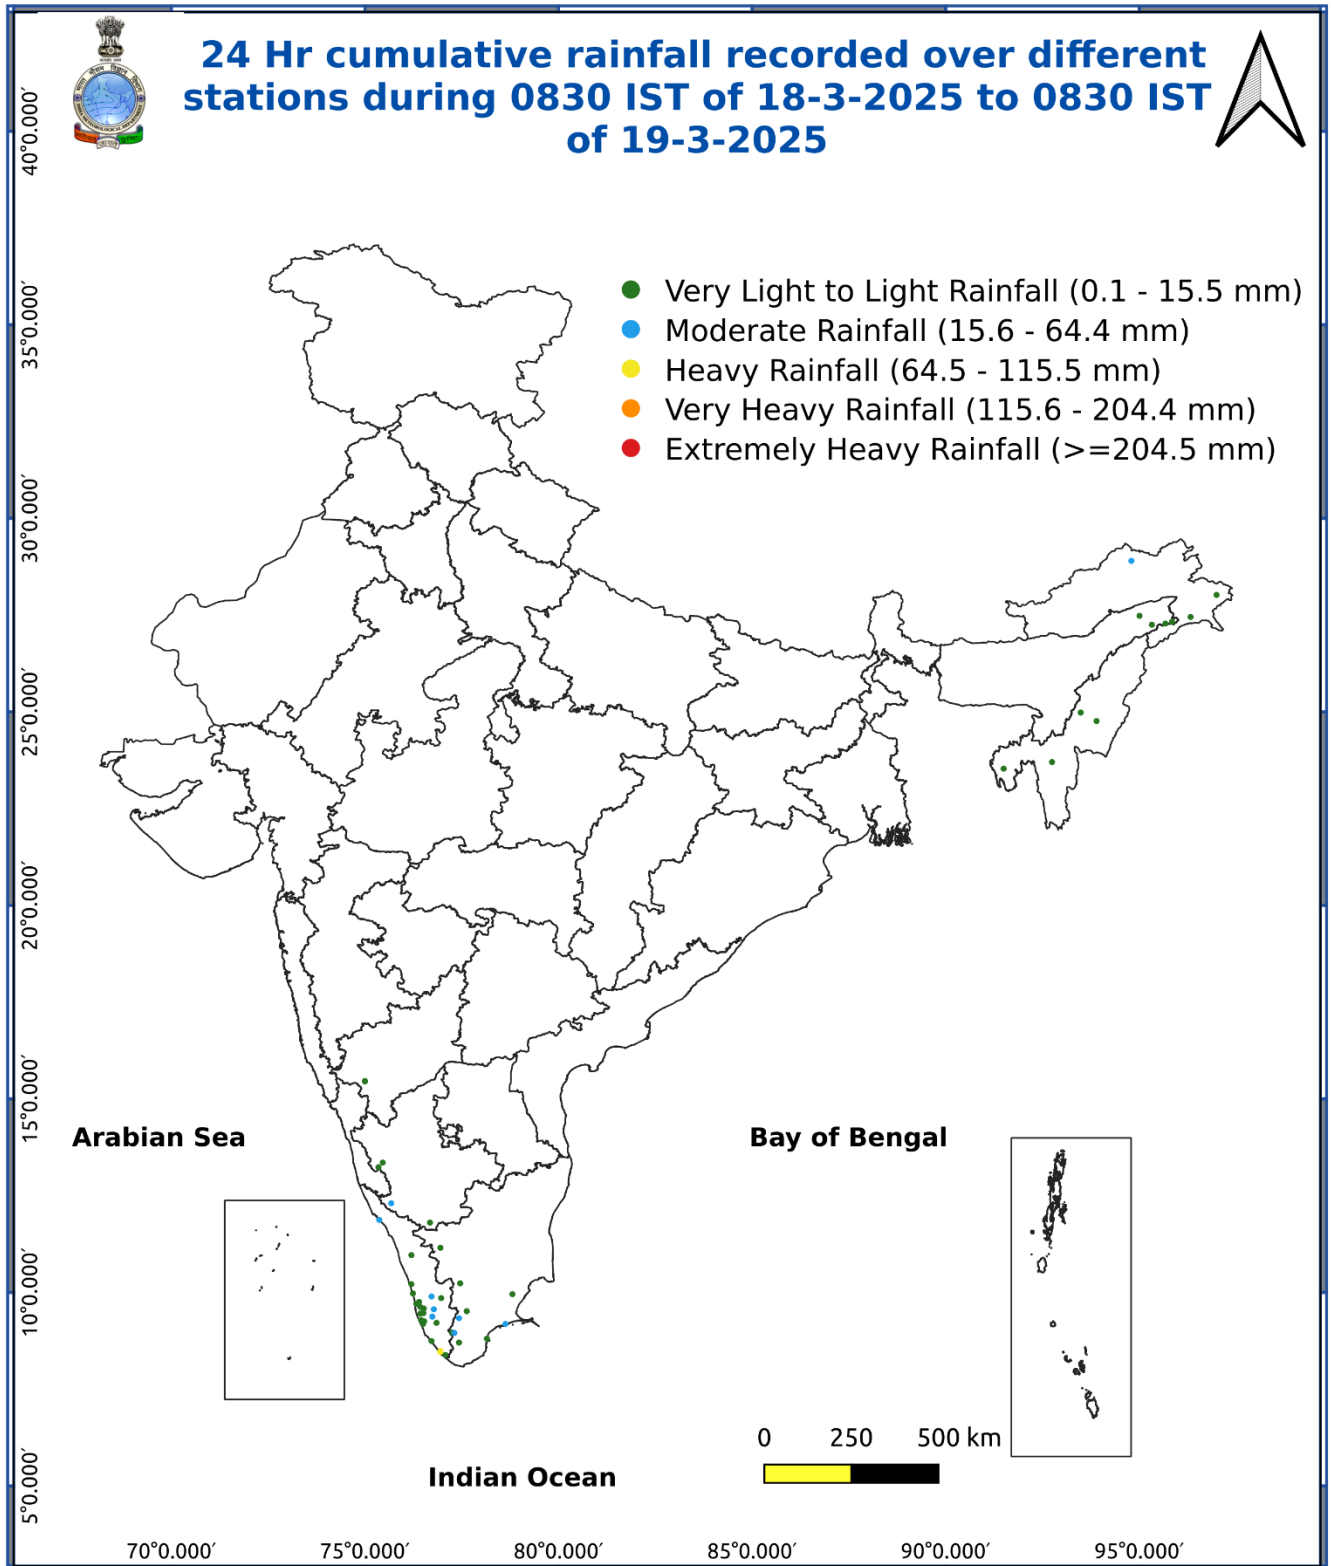 24 Hr cumulative rainfall recorded over different
stations during 0830 IST of 18-3-2025 to 0830 IST
of 19-3-2025
Very Light to Light Rainfall (0.1 - 15.5 mm)
Moderate Rainfall (15.6 - 64.4 mm)
Heavy Rainfall (64.5 - 115.5 mm)
Very Heavy Rainfall (115.6 - 204.4 mm)
Extremely Heavy Rainfall (>=204.5 mm)
40°0.000′
35°0.000′
30°0.000′
25°0.000′
20°0.000′
15°0.000′
10°0.000′
5°0.000′
Arabian Sea
Bay of Bengal
Indian Ocean
0 250 500 km
70°0.000′ 75°0.000′ 80°0.000′ 85°0.000′ 90°0.000′ 95°0.000′